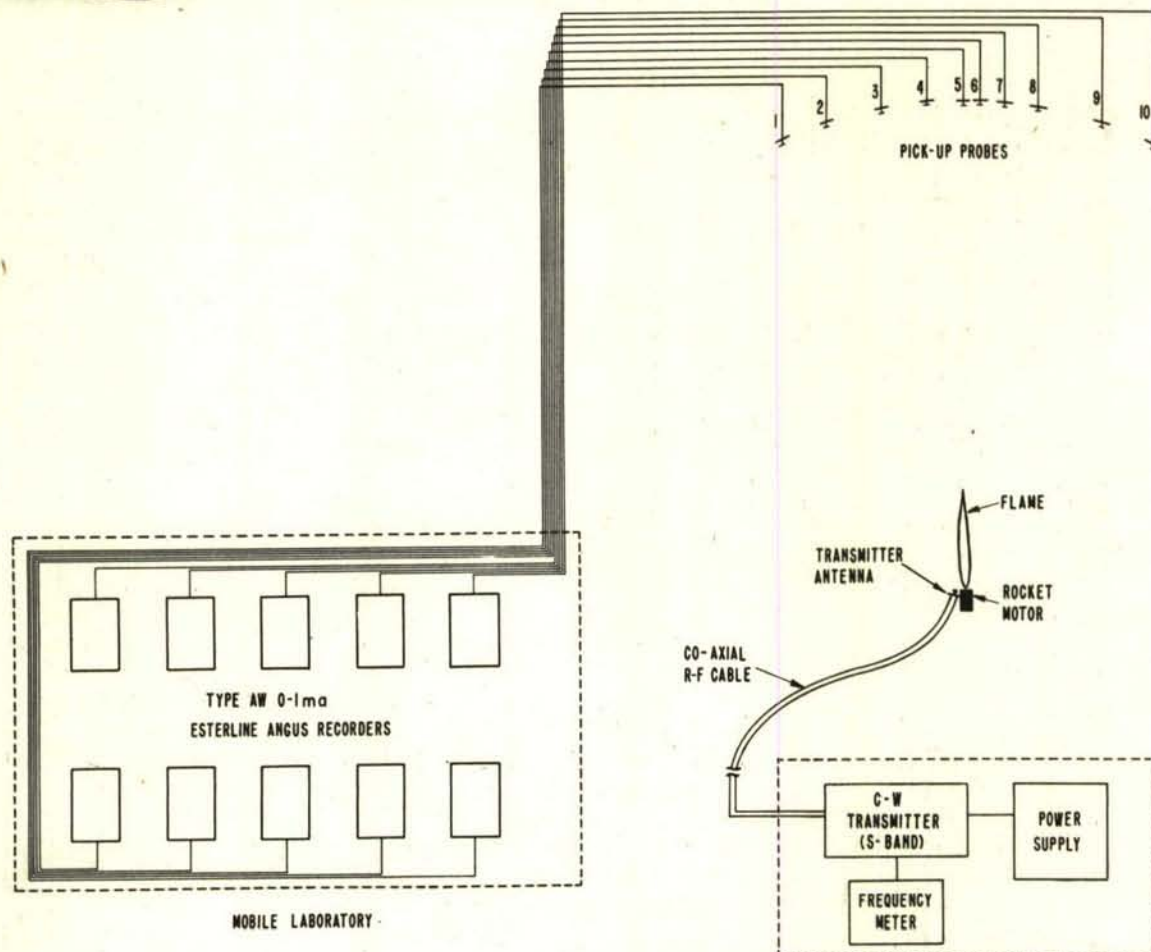 1
2
3
4
5
6
7
8
9
10
PICK-UP PROBES
FLAME
TRANSMITTER
ANTENNA
ROCKET
MOTOR
CO-AXIAL
R-F CABLE
TYPE AW 0-1ma
ESTERLINE ANGUS RECORDERS
C-W
TRANSMITTER
(S-BAND)
POWER
SUPPLY
FREQUENCY
METER
MOBILE LABORATORY